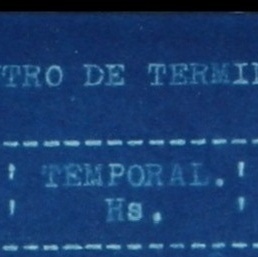 TRO DE TERMI
TEMPORAL.
Hs.